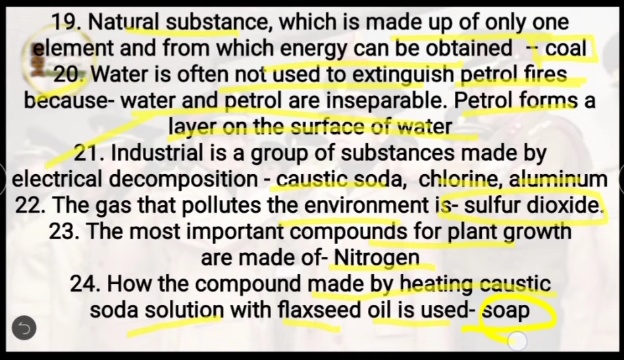 19. Natural substance, which is made up of only one
element and from which energy can be obtained - coal
20. Water is often not used to extinguish petrol fires
because- water and petrol are inseparable. Petrol forms a
layer on the surface of water
21. Industrial is a group of substances made by
electrical decomposition - caustic soda, chlorine, aluminum
22. The gas that pollutes the environment is- sulfur dioxide.
23. The most important compounds for plant growth
are made of- Nitrogen
24. How the compound made by heating caustic
soda solution with flaxseed oil is used- soap